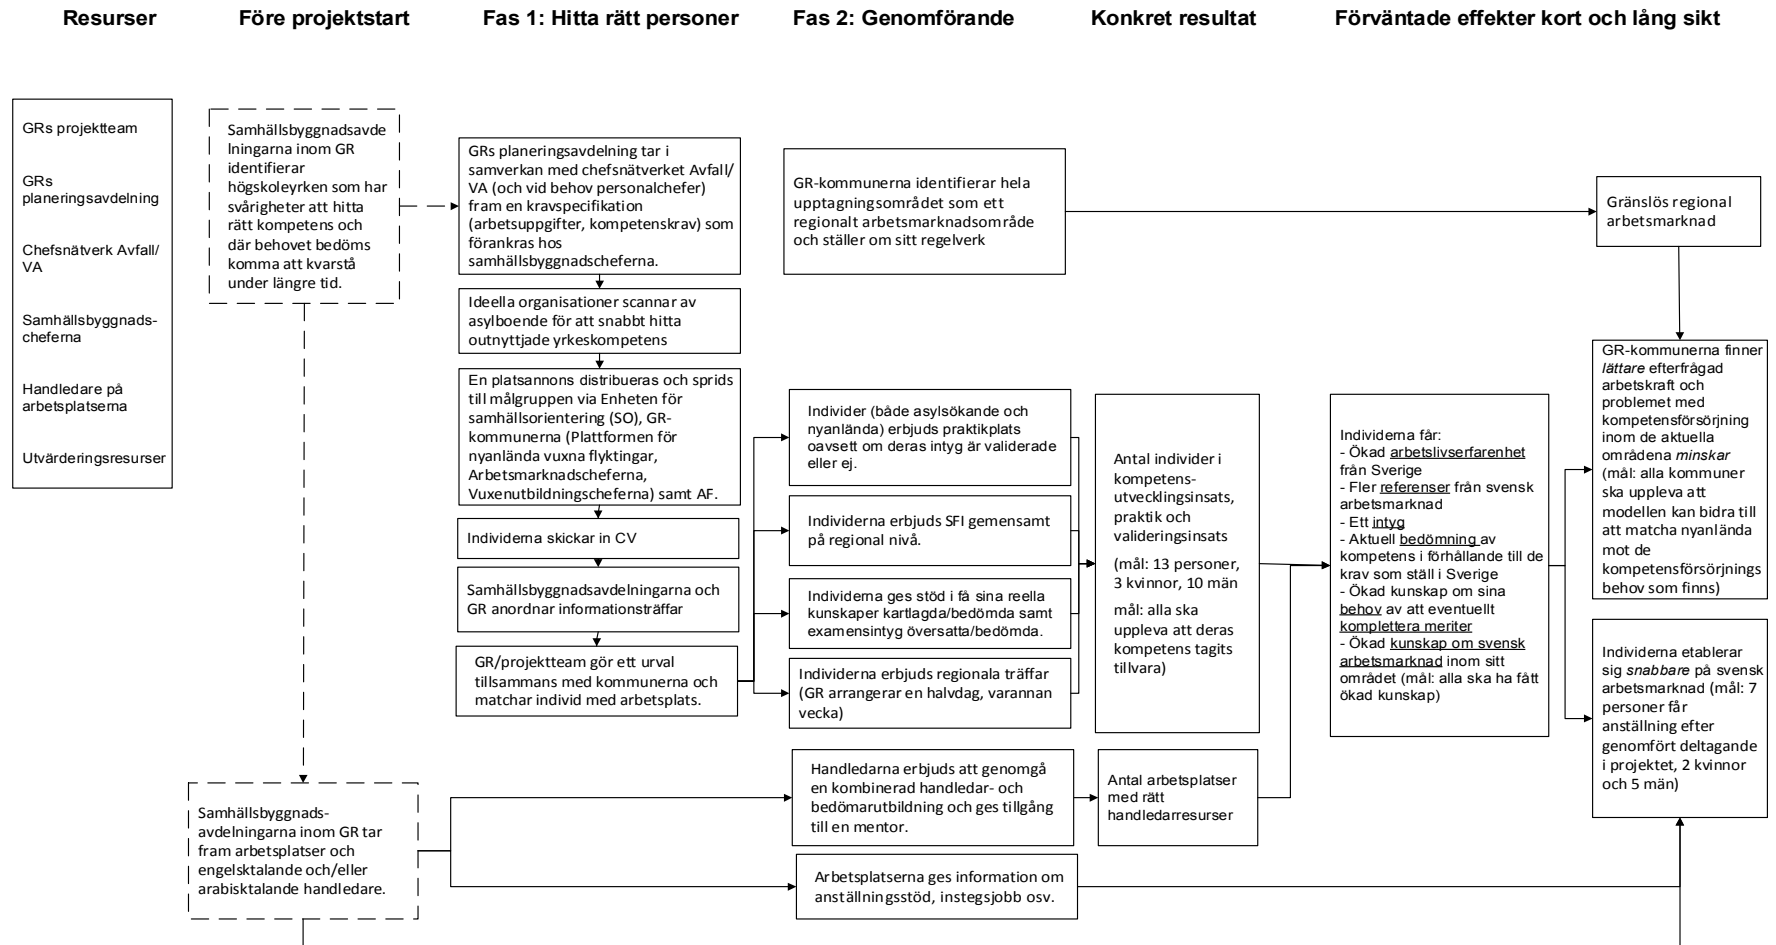 Resurser
Före projektstart
Fas 1: Hitta rätt personer
Fas 2: Genomförande
Konkret resultat
Förväntade effekter kort och lång sikt
GRs projektteam
GRs
planeringsavdelning
Chefsnätverk Avfall/
VA
Samhällsbyggnads-
cheferna
Handledare på
arbetsplatserna
Utvärderingsresurser
Samhällsbyggnadsavde
lningarna inom GR
identifierar
högskoleyrken som har
svårigheter att hitta
rätt kompetens och
där behovet bedöms
komma att kvarstå
under längre tid.
Samhällsbyggnads-
avdelningarna inom GR tar
fram arbetsplatser och
engelsktalande och/eller
arabisktalande handledare.
GRs planeringsavdelning tar i
samverkan med chefsnätverket Avfall/
VA (och vid behov personalchefer)
fram en kravspecifikation
(arbetsuppgifter, kompetenskrav) som
förankras hos
samhällsbyggnadscheferna.
Ideella organisationer scannar av
asylboende för att snabbt hitta
outnyttjade yrkeskompetens
En platsannons distribueras och sprids
till målgruppen via Enheten för
samhällsorientering (SO), GR-
kommunerna (Plattformen för
nyanlända vuxna flyktingar,
Arbetsmarknadscheferna,
Vuxenutbildningscheferna) samt AF.
Individerna skickar in CV
Samhällsbyggnadsavdelningarna och
GR anordnar informationsträffar
GR/projektteam gör ett urval
tillsammans med kommunerna och
matchar individ med arbetsplats.
GR-kommunerna identifierar hela
upptagningsområdet som ett
regionalt arbetsmarknadsområde
och ställer om sitt regelverk
Individer (både asylsökande och
nyanlända) erbjuds praktikplats
oavsett om deras intyg är validerade
eller ej.
Individerna erbjuds SFI gemensamt
på regional nivå.
Individerna ges stöd i få sina reella
kunskaper kartlagda/bedömda samt
examensintyg översatta/bedömda.
Individerna erbjuds regionala träffar
(GR arrangerar en halvdag, varannan
vecka)
Handledarna erbjuds att genomgå
en kombinerad handledar- och
bedömarutbildning och ges tillgång
till en mentor.
Arbetsplatserna ges information om
anställningsstöd, instegsjobb osv.
Antal individer i
kompetens-
utvecklingsinsats,
praktik och
valideringsinsats
(mål: 13 personer,
3 kvinnor, 10 män
mål: alla ska
uppleva att deras
kompetens tagits
tillvara)
Antal arbetsplatser
med rätt
handledarresurser
Individerna får:
- Ökad arbetslivserfarenhet
från Sverige
- Fler referenser från svensk
arbetsmarknad
- Ett intyg
- Aktuell bedömning av
kompetens i förhållande till de
krav som ställ i Sverige
- Ökad kunskap om sina
behov av att eventuellt
komplettera meriter
- Ökad kunskap om svensk
arbetsmarknad inom sitt
området (mål: alla ska ha fått
ökad kunskap)
Gränslös regional
arbetsmarknad
GR-kommunerna finner
lättare efterfrågad
arbetskraft och
problemet med
kompetensförsörjning
inom de aktuella
områdena minskar
(mål: alla kommuner
ska uppleva att
modellen kan bidra till
att matcha nyanlända
mot de
kompetensförsörjnings
behov som finns)
Individerna etablerar
sig snabbare på svensk
arbetsmarknad (mål: 7
personer får
anställning efter
genomfört deltagande
i projektet, 2 kvinnor
och 5 män)